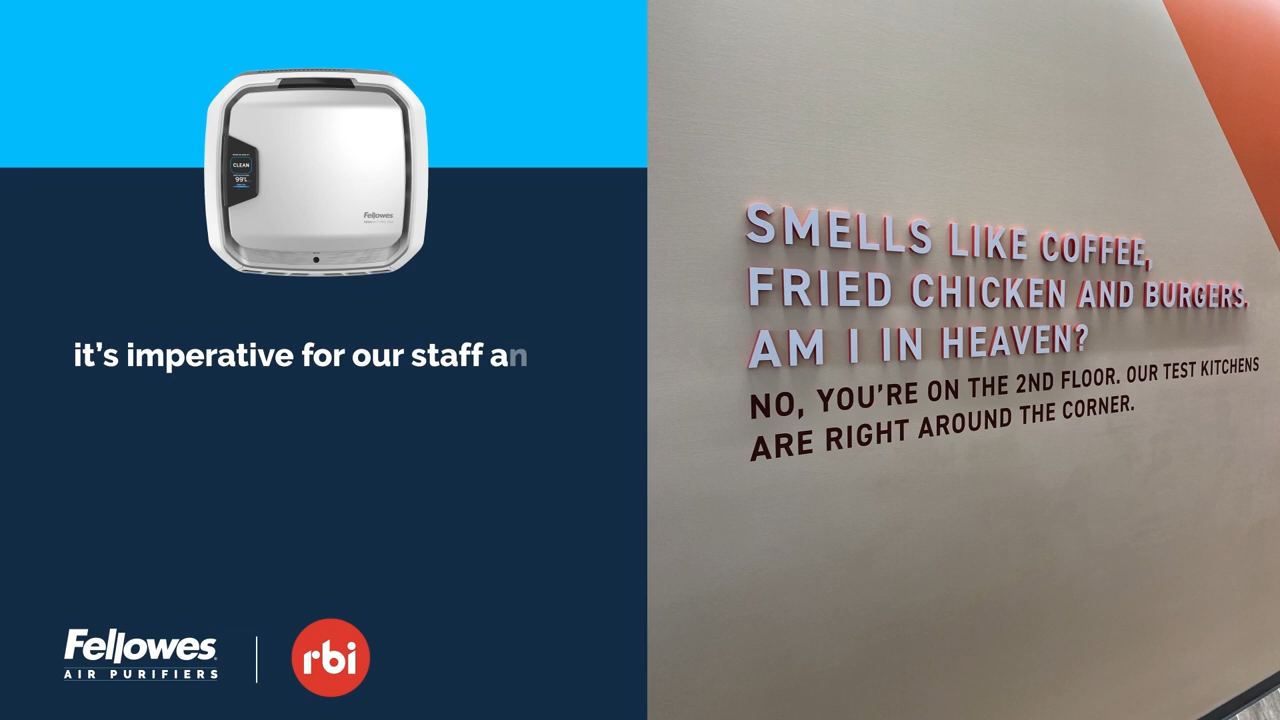 CLEAN
99%
Fellowes
it's imperative for our staff an
Fellowes
AIR PURIFIERS
rbi
SMELLS LIKE COFFEE,
FRIED CHICKEN AND BURGERS.
AM I IN HEAVEN?
NO, YOU'RE ON THE 2ND FLOOR. OUR TEST KITCHENS
ARE RIGHT AROUND THE CORNER.